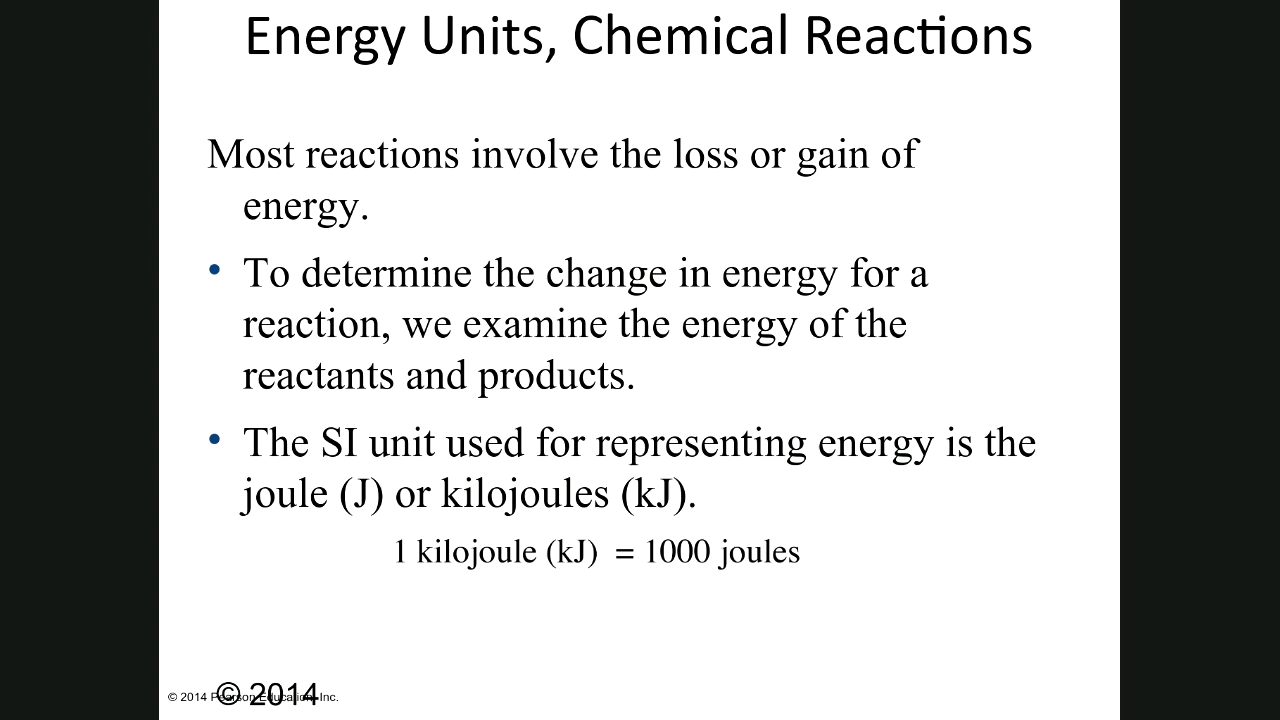 Energy Units, Chemical Reactions
Most reactions involve the loss or gain of
energy.
• To determine the change in energy for a
reaction, we examine the energy of the
reactants and products.
• The SI unit used for representing energy is the
joule (J) or kilojoules (kJ).
1 kilojoule (kJ) = 1000 joules
© 2014 Pearson Education, Inc.
© 2014